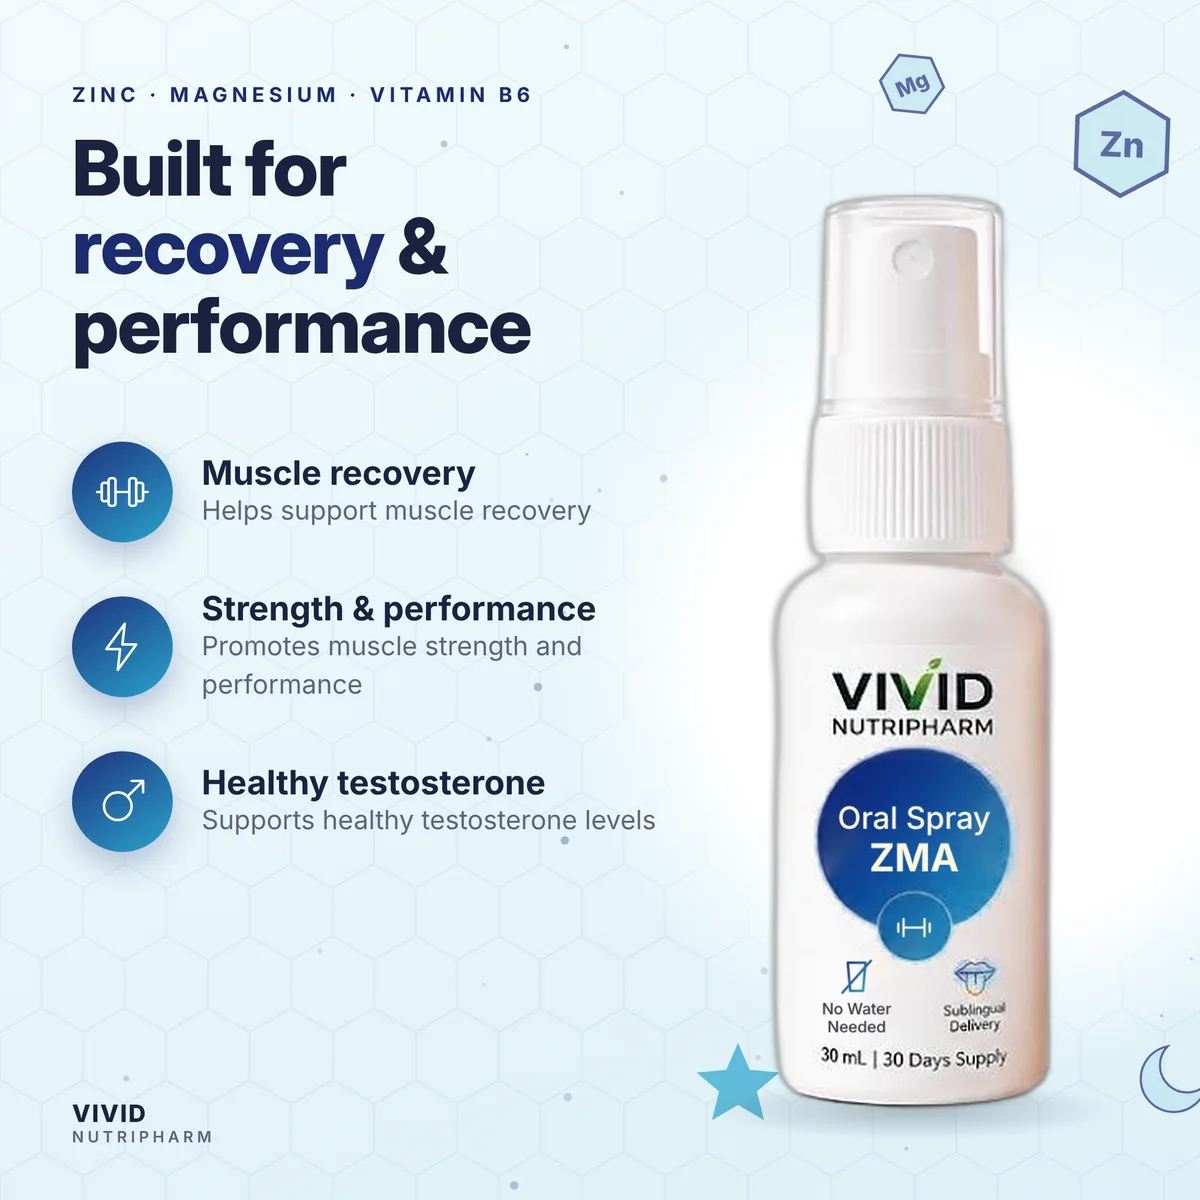 ZINC · MAGNESIUM · VITAMIN B6
Built for
recovery &
performance
Muscle recovery
Helps support muscle recovery
Strength & performance
Promotes muscle strength and
performance
Healthy testosterone
Supports healthy testosterone levels
VIVID
NUTRIPHARM
Mg
Zn
VIVID
NUTRIPHARM
Oral Spray
ZMA
No Water
Needed
Sublingual
Delivery
30 mL | 30 Days Supply